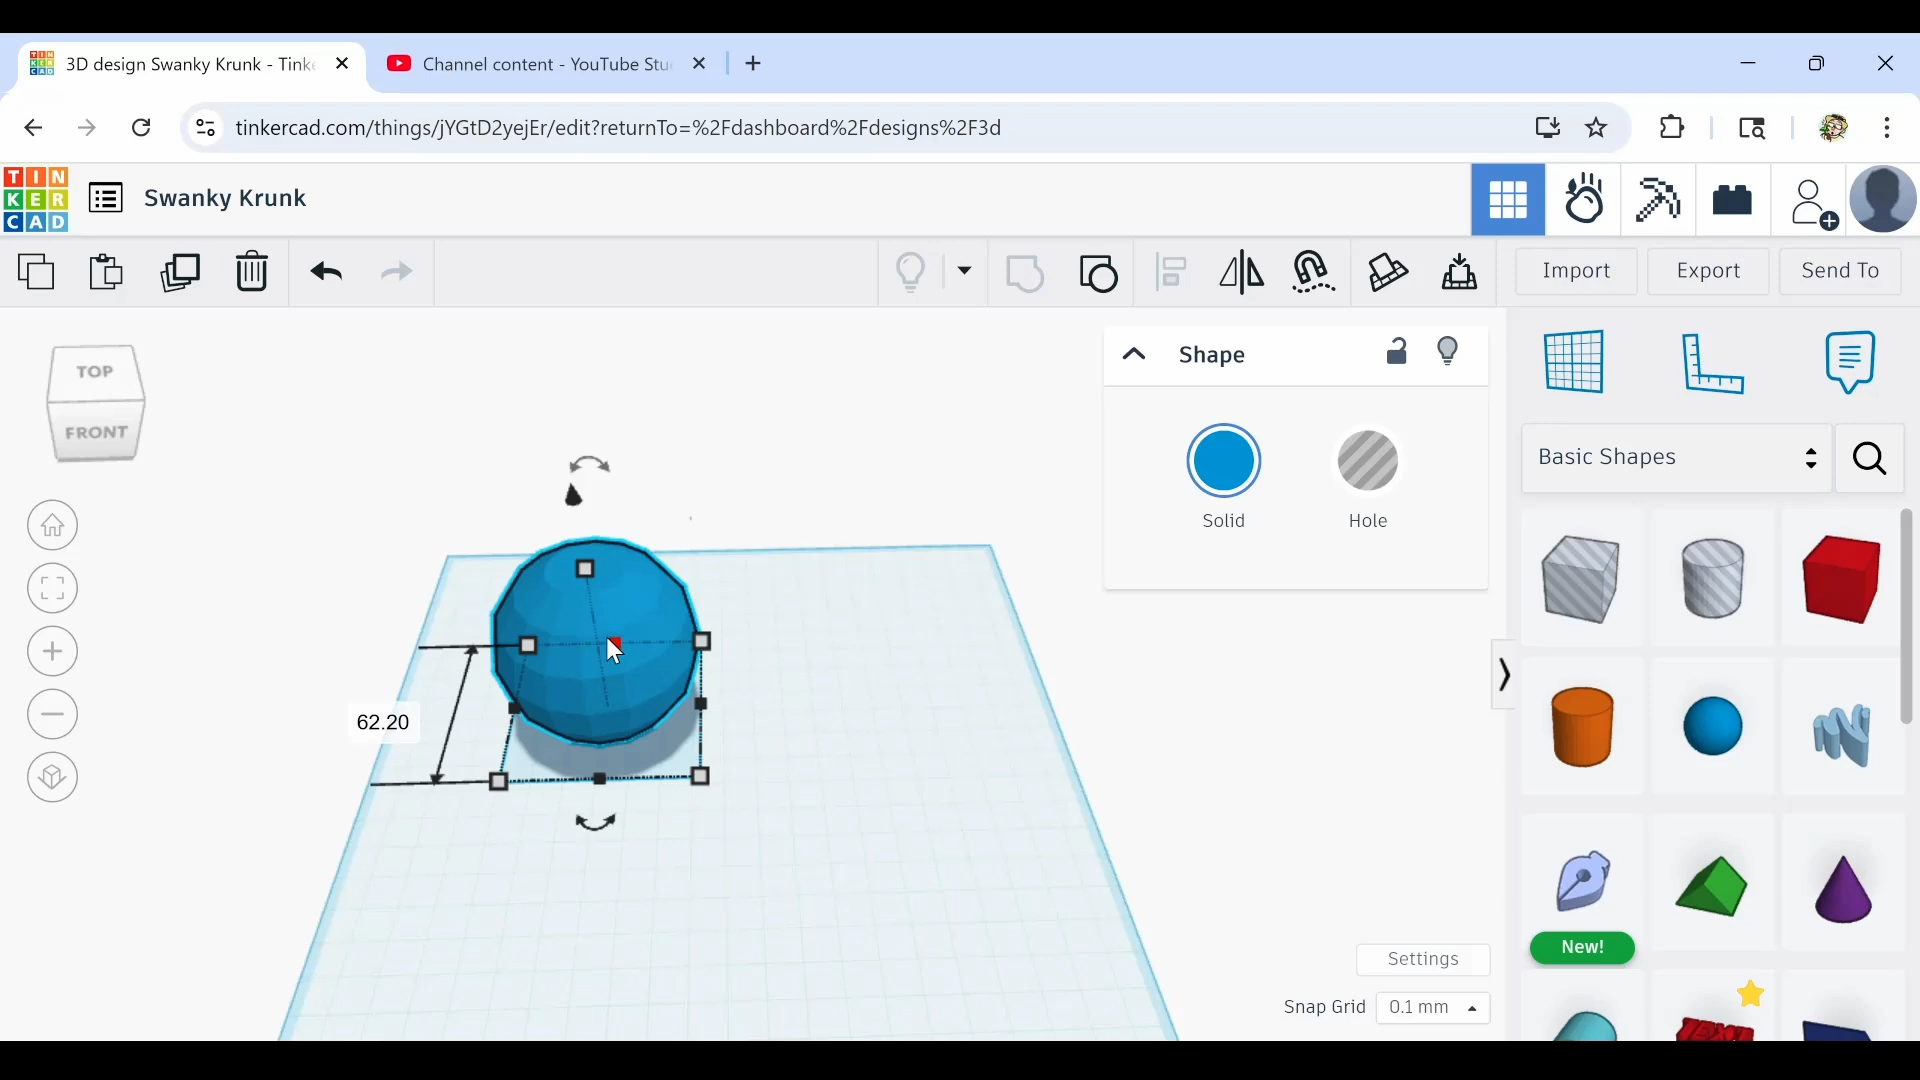 3D design Swanky Krunk - Tinke
Channel content - YouTube Stu
tinkercad.com/things/jYGtD2yejEr/edit?returnTo=%2Fdashboard%2Fdesigns%2F3d
TIN
KER
CAD
Swanky Krunk
Import
Export
Send To
TOP
FRONT
Shape
Solid
Hole
Basic Shapes
62.20
New!
TEXT
Settings
Snap Grid
0.1 mm